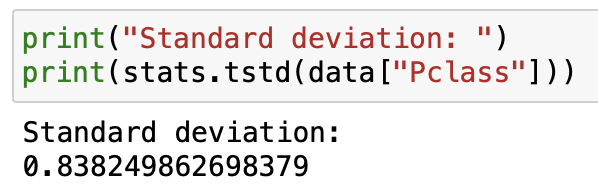 print("Standard deviation: ")
print(stats.tstd(data["Pclass"]))
Standard deviation:
0.838249862698379